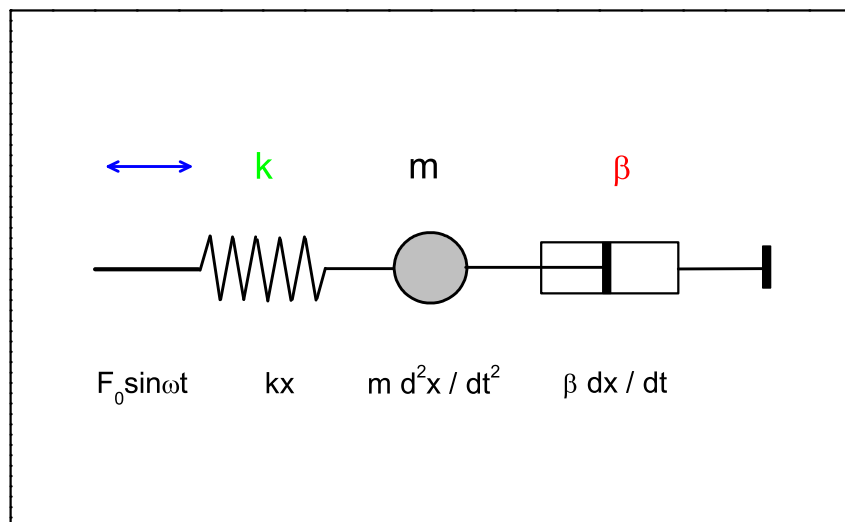 k m β
F₀sinωt kx m d²x / dt² β dx / dt